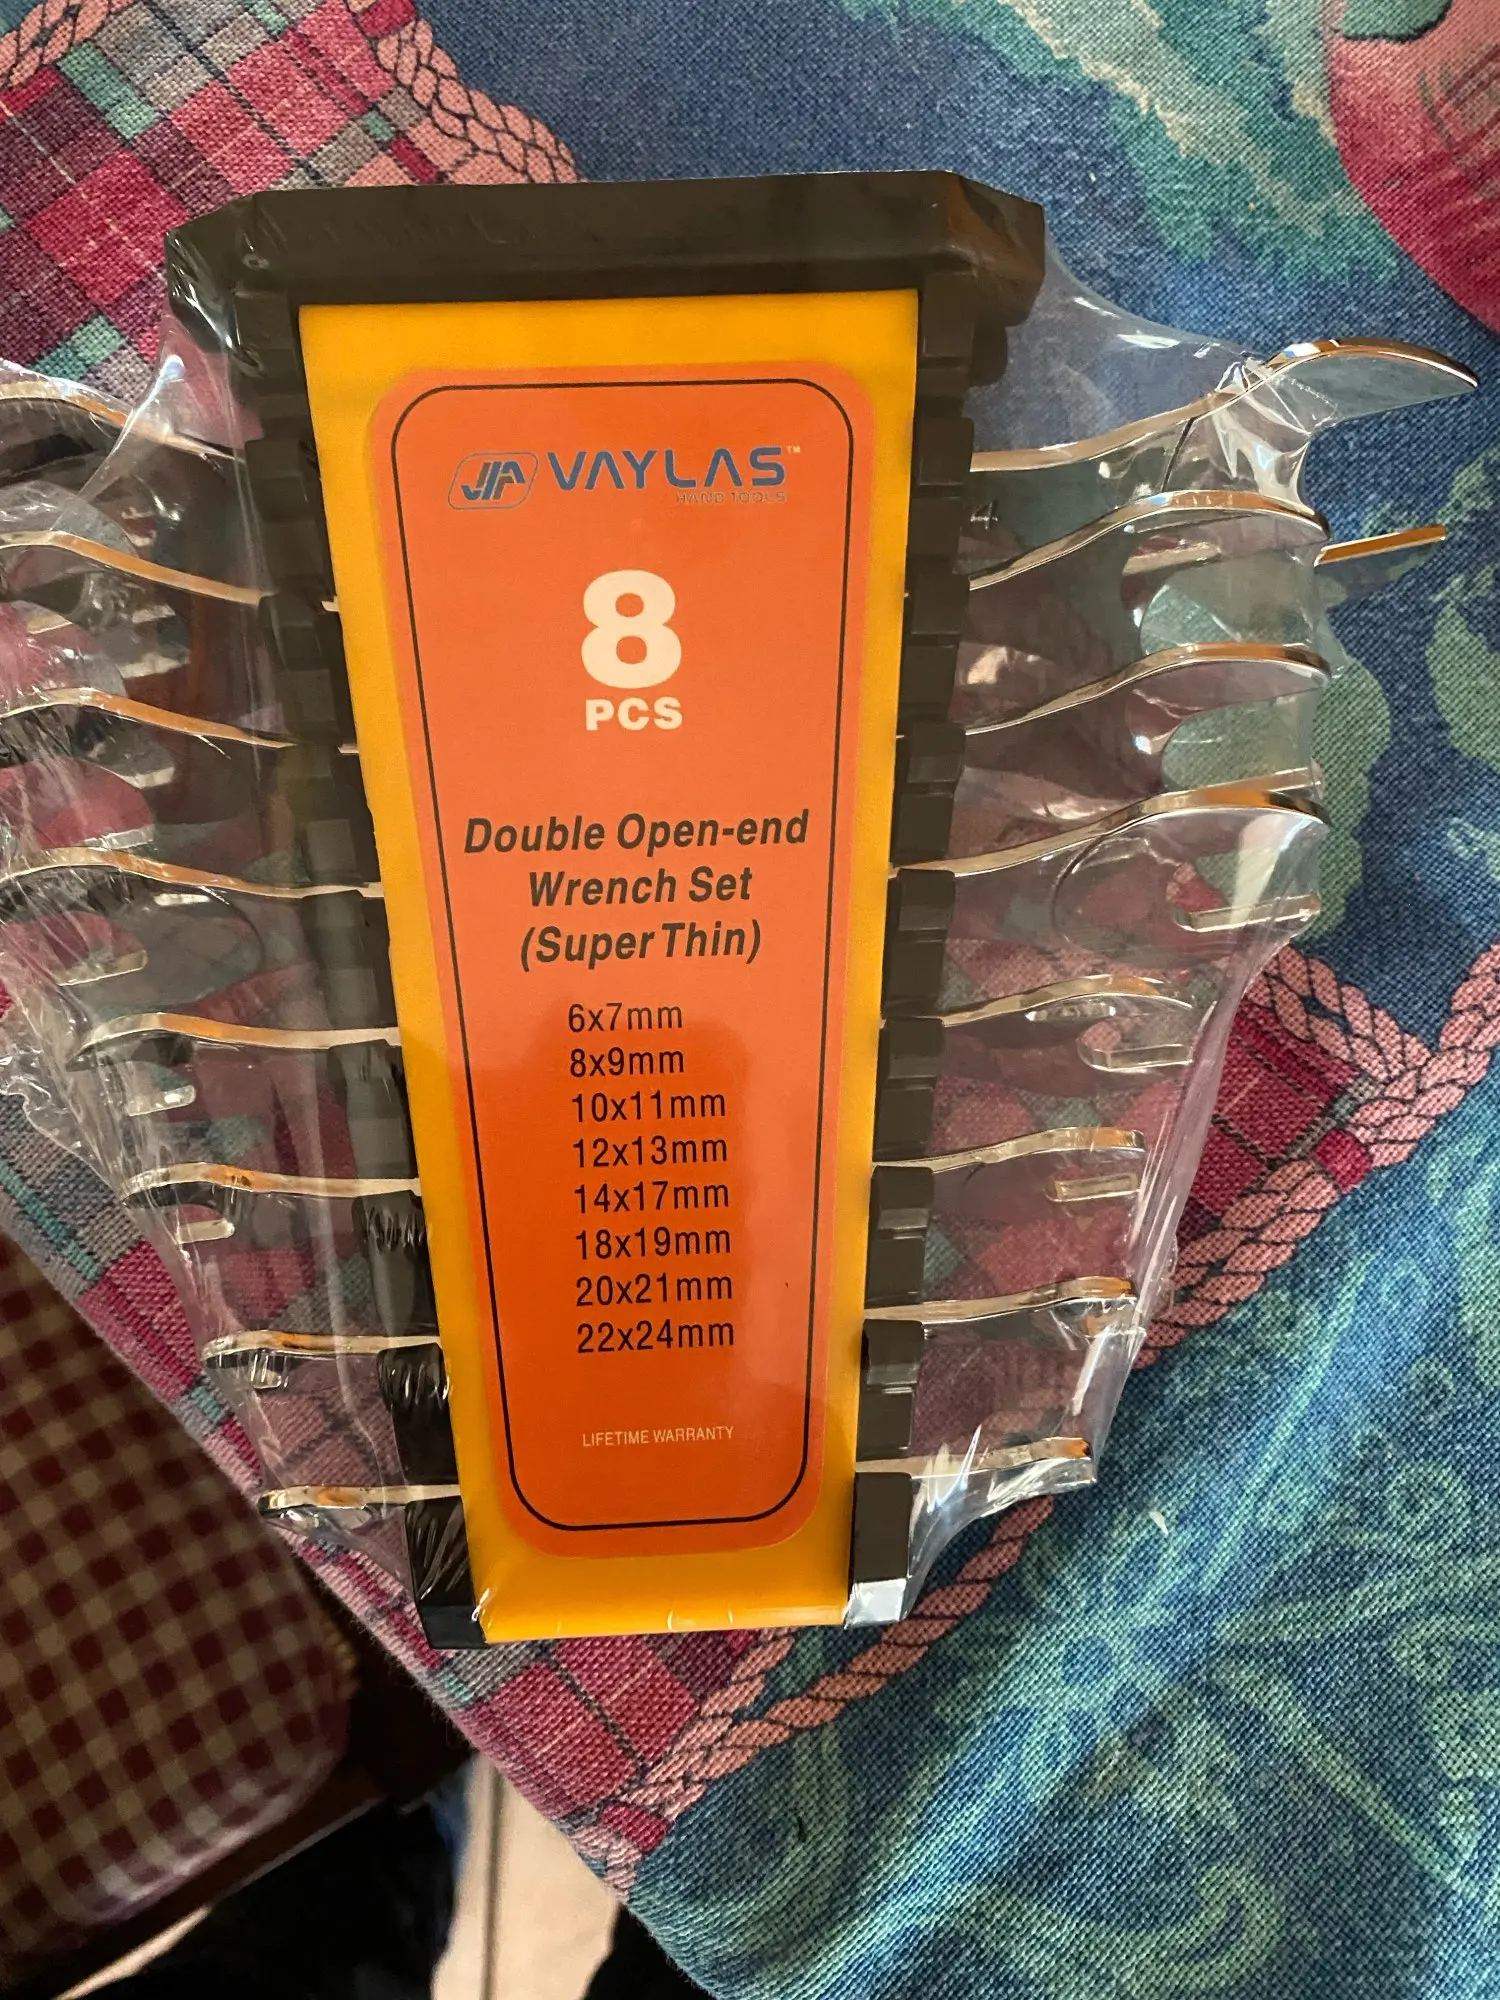 VAYLAS™
HAND TOOLS
8
PCS
Double Open-end
Wrench Set
(Super Thin)
6x7mm
8x9mm
10x11mm
12x13mm
14x17mm
18x19mm
20x21mm
22x24mm
LIFETIME WARRANTY